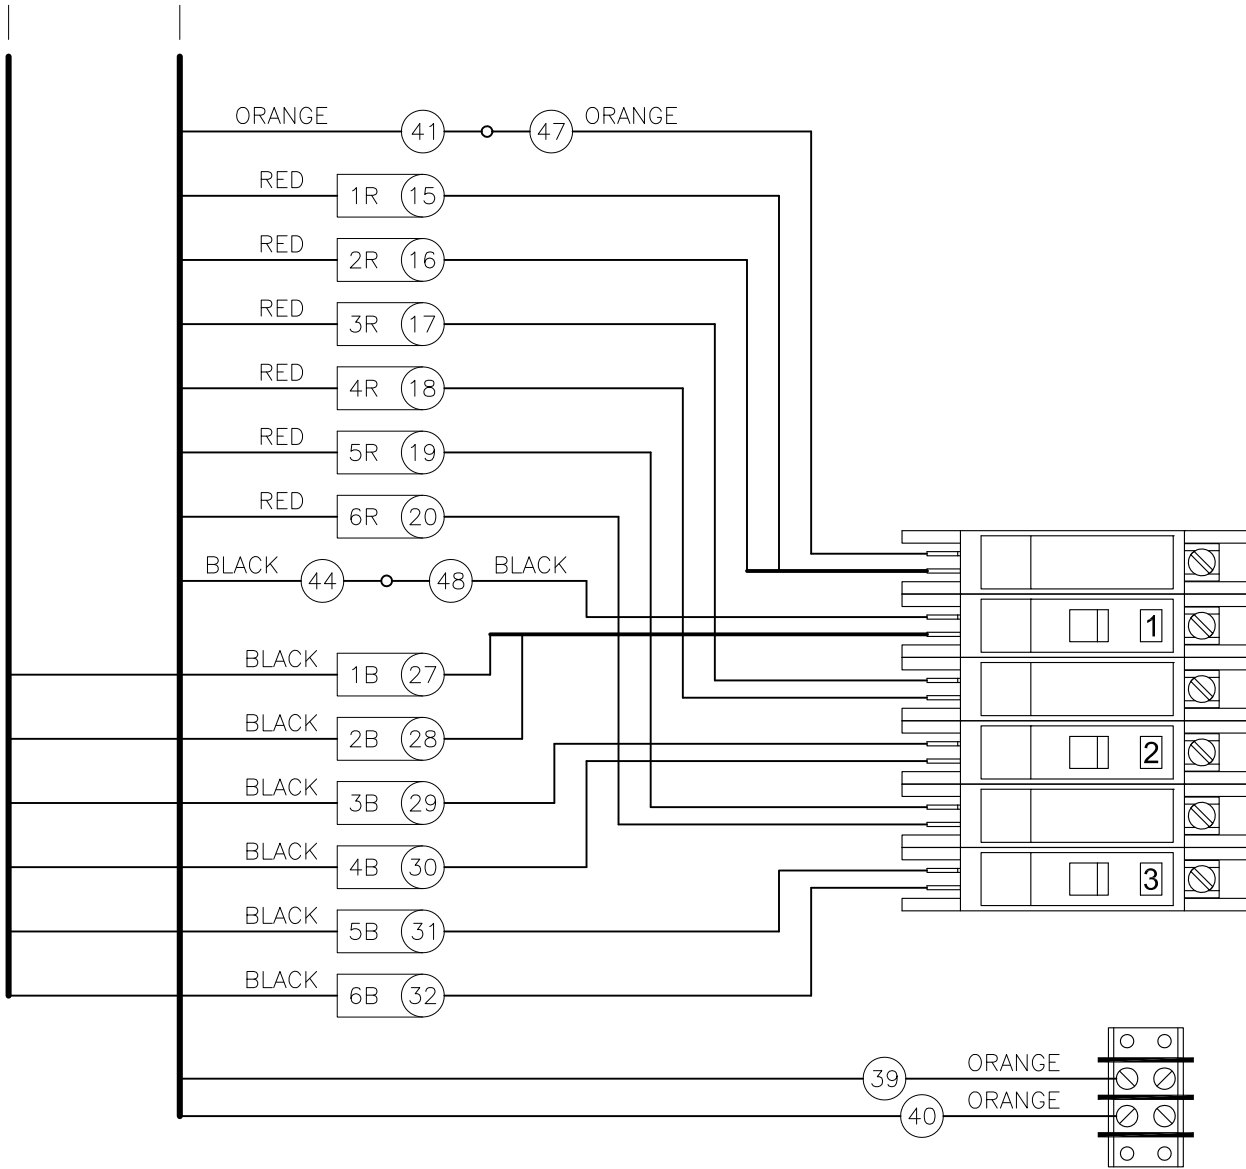 ORANGE 41 47 ORANGE
RED 1R 15
RED 2R 16
RED 3R 17
RED 4R 18
RED 5R 19
RED 6R 20
BLACK 44 48 BLACK
1
BLACK 1B 27
BLACK 2B 28
2
BLACK 3B 29
BLACK 4B 30
3
BLACK 5B 31
BLACK 6B 32
39 ORANGE
40 ORANGE